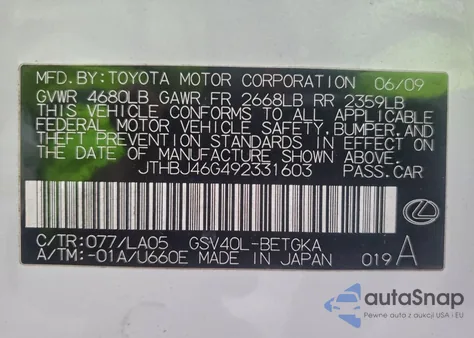 MFD. BY: TOYOTA MOTOR CORPORATION 06/09
GVWR 4680LB GAWR FR 2668LB RR 2359LB
THIS VEHICLE CONFORMS TO ALL APPLICABLE
FEDERAL MOTOR VEHICLE SAFETY, BUMPER, AND
THEFT PREVENTION STANDARDS IN EFFECT ON
THE DATE OF MANUFACTURE SHOWN ABOVE.
JTHBJ46G492331603 PASS.CAR
C/TR: 077/LA05 GSV40L-BETGKA
A/TM: -01A/U660E MADE IN JAPAN 019 A
autoSnap
Pewne auto z aukcji USA i EU